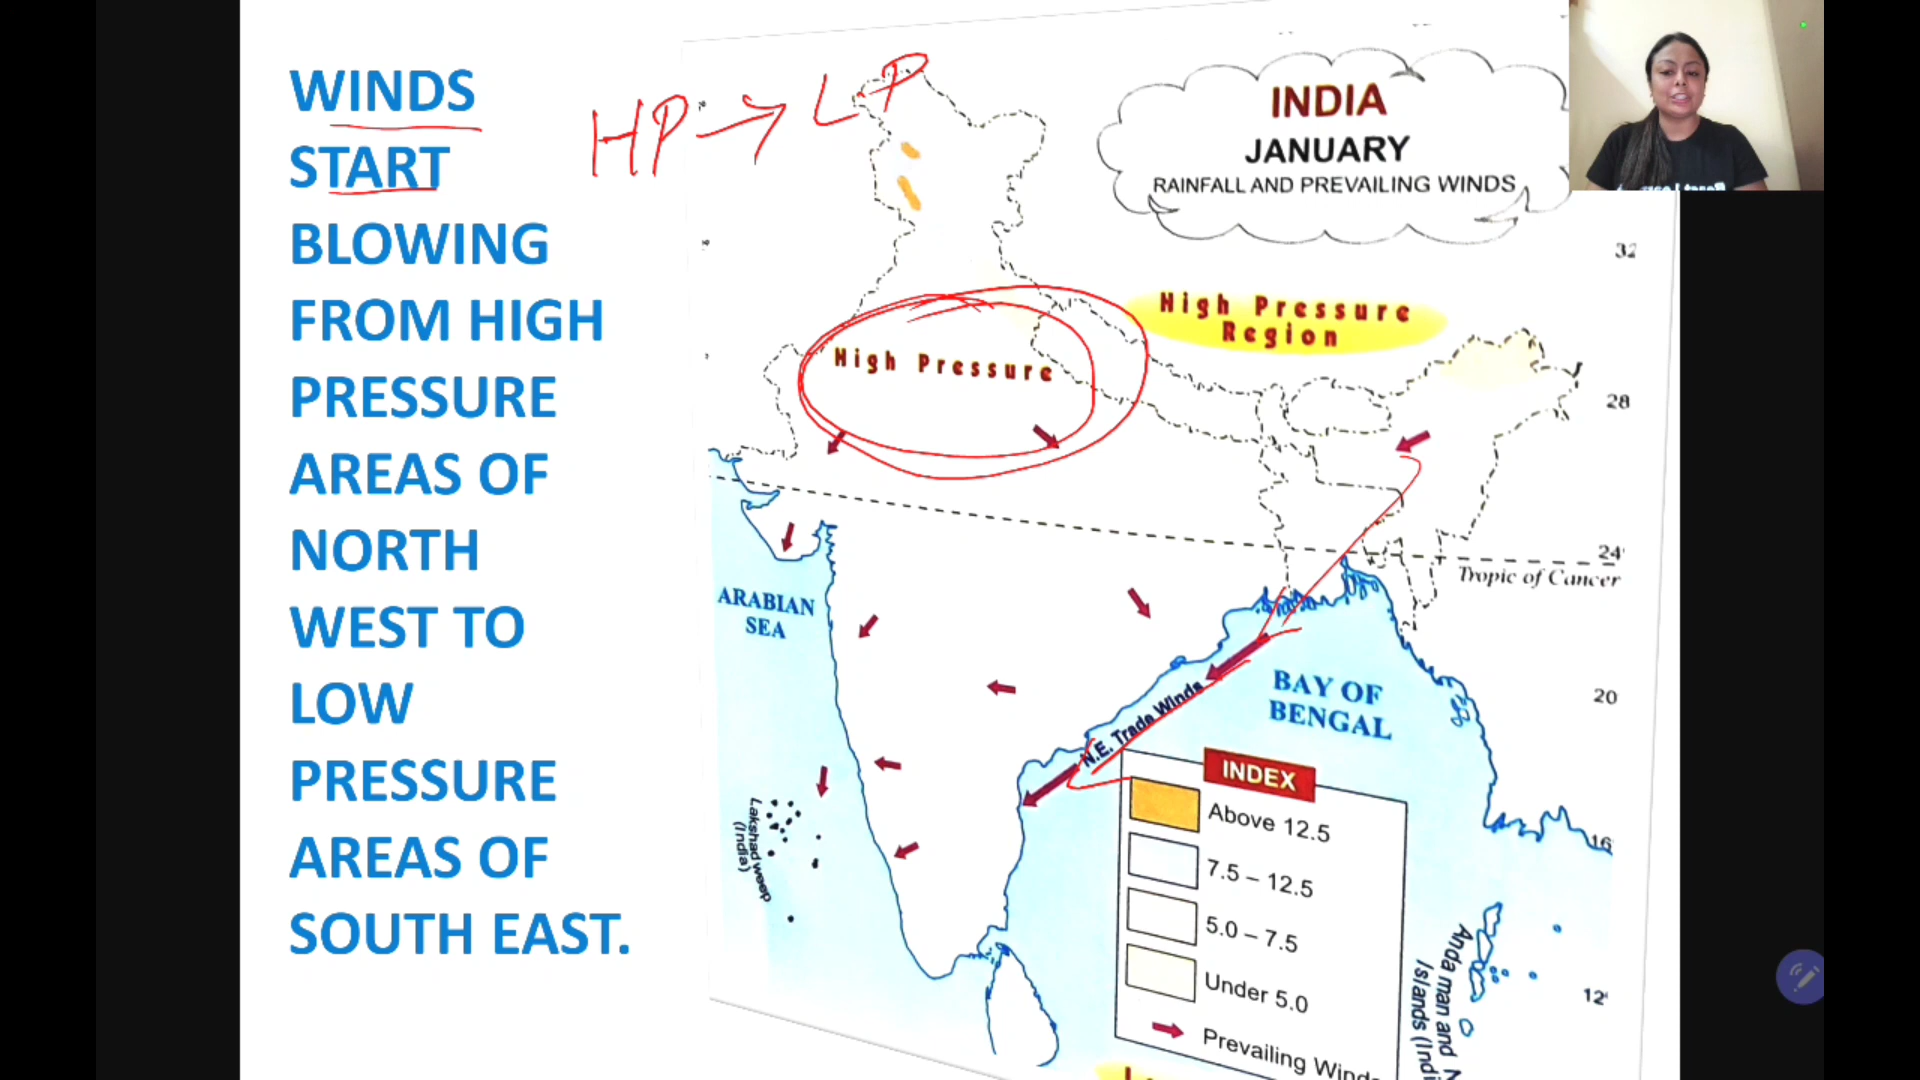 WINDS
START
BLOWING
FROM HIGH
PRESSURE
AREAS OF
NORTH
WEST TO
LOW
PRESSURE
AREAS OF
SOUTH EAST.
HP → LP
INDIA
JANUARY
RAINFALL AND PREVAILING WINDS
32
High Pressure
Region
High Pressure
28
24
Tropic of Cancer
ARABIAN
SEA
20
BAY OF
BENGAL
N.E. Trade Winds
INDEX
Above 12.5
7.5 – 12.5
5.0 – 7.5
Under 5.0
Prevailing Wind
16
12
Lakshadweep
(India)
Andaman and N
Islands (Indi